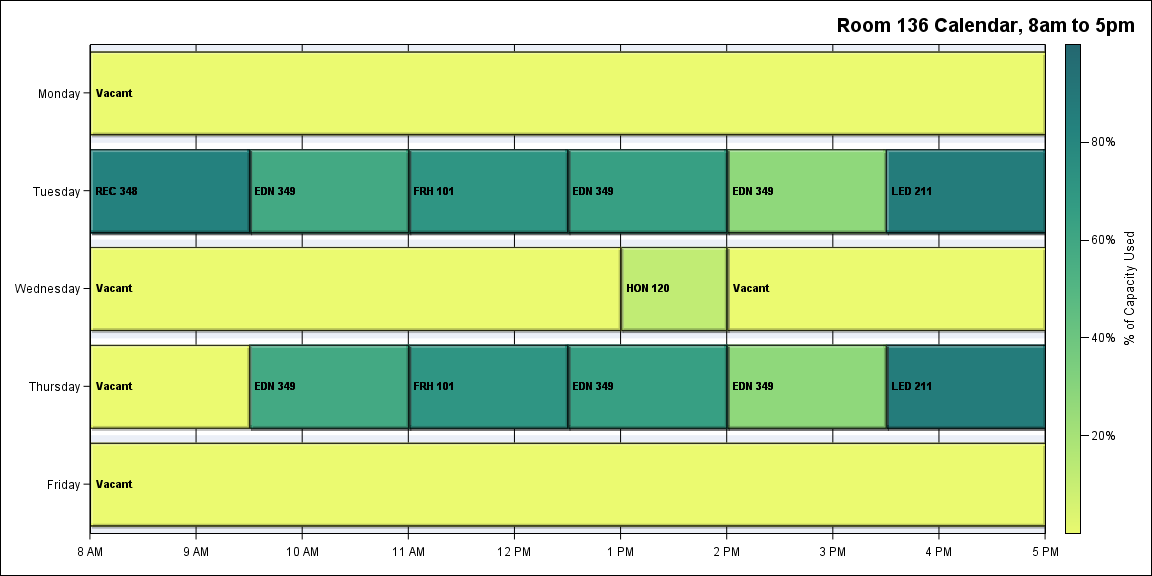 Room 136 Calendar, 8am to 5pm
Monday
Vacant
Tuesday
REC 348
EDN 349
FRH 101
EDN 349
EDN 349
LED 211
Wednesday
Vacant
HON 120
Vacant
Thursday
Vacant
EDN 349
FRH 101
EDN 349
EDN 349
LED 211
Friday
Vacant
8 AM
9 AM
10 AM
11 AM
12 PM
1 PM
2 PM
3 PM
4 PM
5 PM
80%
60%
40%
20%
% of Capacity Used